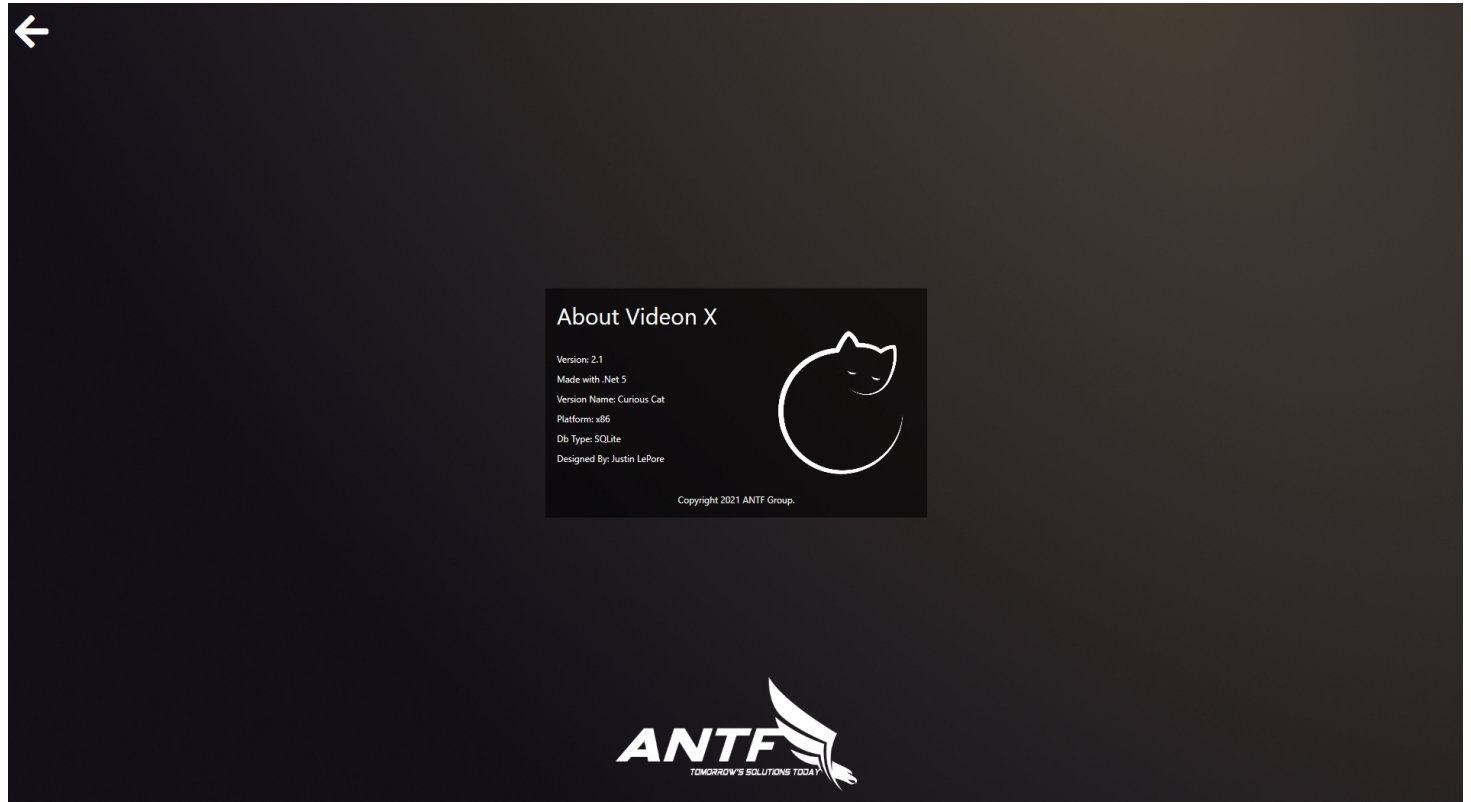 About Videon X
Version: 2.1
Made with .Net 5
Version Name: Curious Cat
Platform: x86
Db Type: SQLite
Designed By: Justin LePore
Copyright 2021 ANTF Group.
ANTF
TOMORROW'S SOLUTIONS TODAY